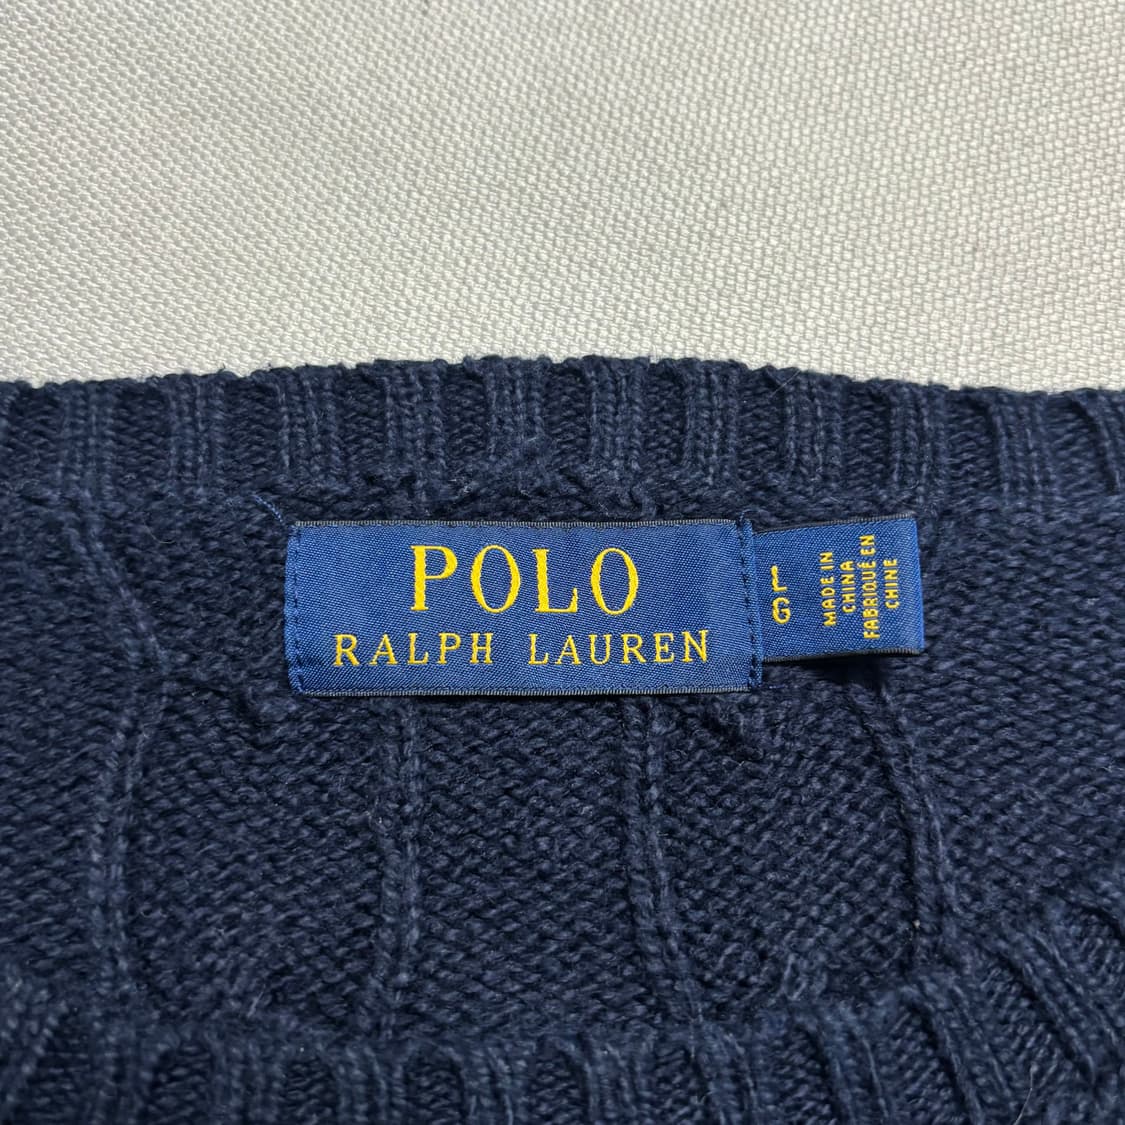 POLO
RALPH LAUREN
G L
MADE IN
CHINA
FABRIQUÉ EN
CHINE